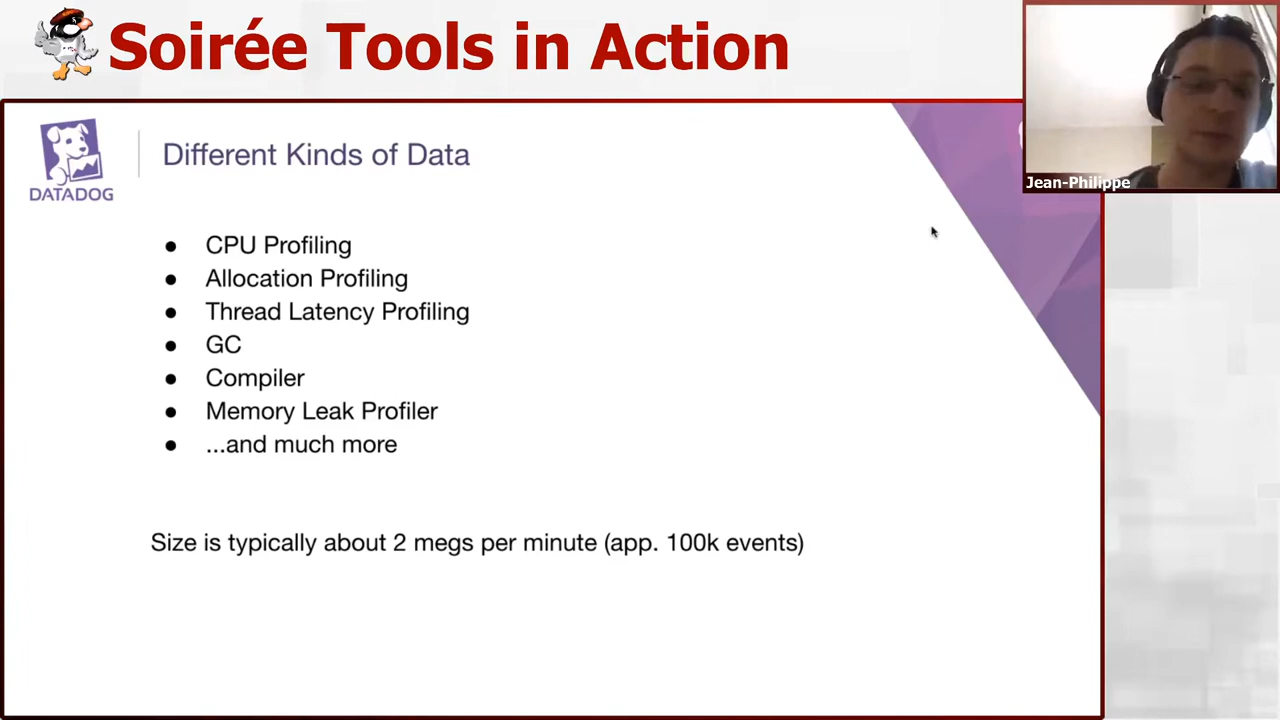 Soirée Tools in Action
Jean-Philippe
DATADOG
Different Kinds of Data
● CPU Profiling
● Allocation Profiling
● Thread Latency Profiling
● GC
● Compiler
● Memory Leak Profiler
● ...and much more
Size is typically about 2 megs per minute (app. 100k events)